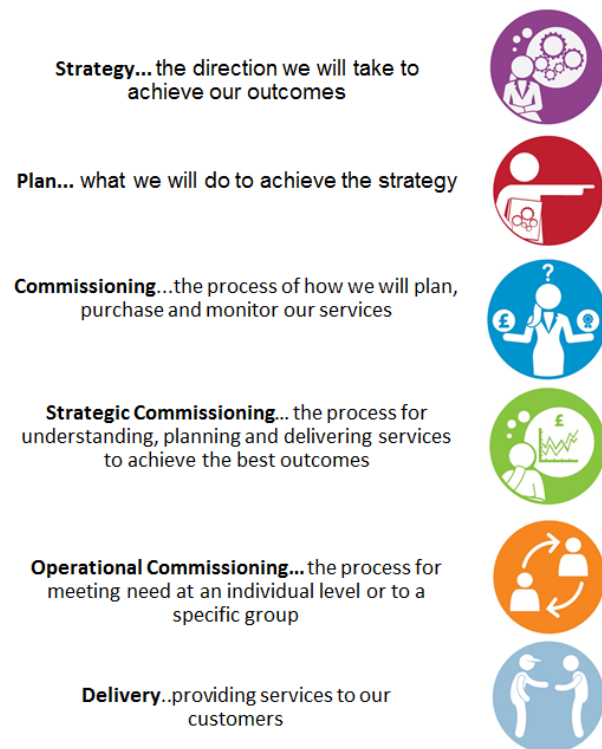 Strategy... the direction we will take to
achieve our outcomes
Plan... what we will do to achieve the strategy
Commissioning...the process of how we will plan,
purchase and monitor our services
?
£
Strategic Commissioning... the process for
understanding, planning and delivering services
to achieve the best outcomes
£
Operational Commissioning... the process for
meeting need at an individual level or to a
specific group
Delivery..providing services to our
customers